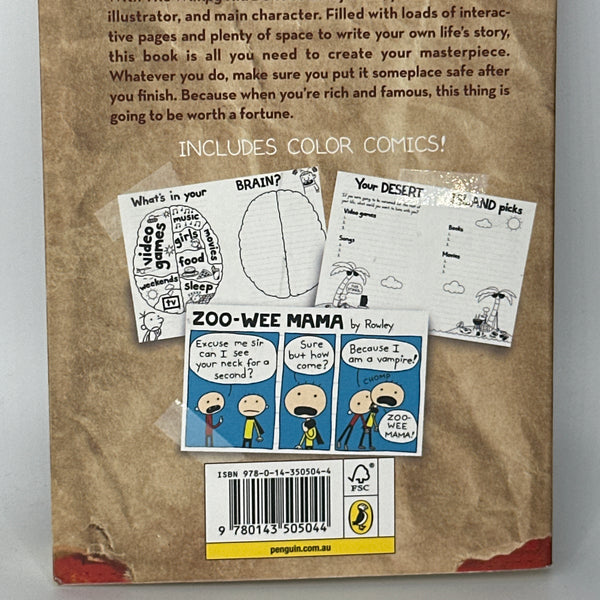 illustrator, and main character. Filled with loads of interac-
tive pages and plenty of space to write your own life's story,
this book is all you need to create your masterpiece.
Whatever you do, make sure you put it someplace safe after
you finish. Because when you're rich and famous, this thing is
going to be worth a fortune.
INCLUDES COLOR COMICS!
What's in your BRAIN?
video games
music
girls
movies
food
weekends
sleep
tv
Your DESERT ISLAND picks
Video games
Books
Songs
Movies
ZOO-WEE MAMA by Rowley
Excuse me sir
can I see
your neck for a
second?
Sure
but how
come?
Because I
am a vampire!
CHOMP
ZOO-
WEE
MAMA!
ISBN 978-0-14-350504-4
FSC
9 780143 505044
penguin.com.au